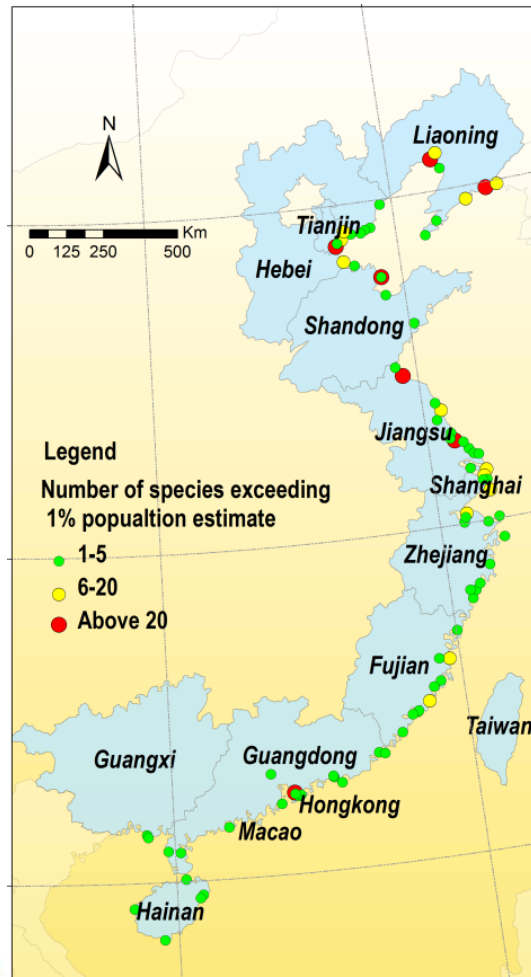 Liaoning
N
Tianjin
Km
0 125 250 500
Hebei
Shandong
Jiangsu
Legend
Shanghai
Number of species exceeding
1% popualtion estimate
1-5
Zhejiang
6-20
Above 20
Fujian
Taiwan
Guangxi
Guangdong
Hongkong
Macao
Hainan